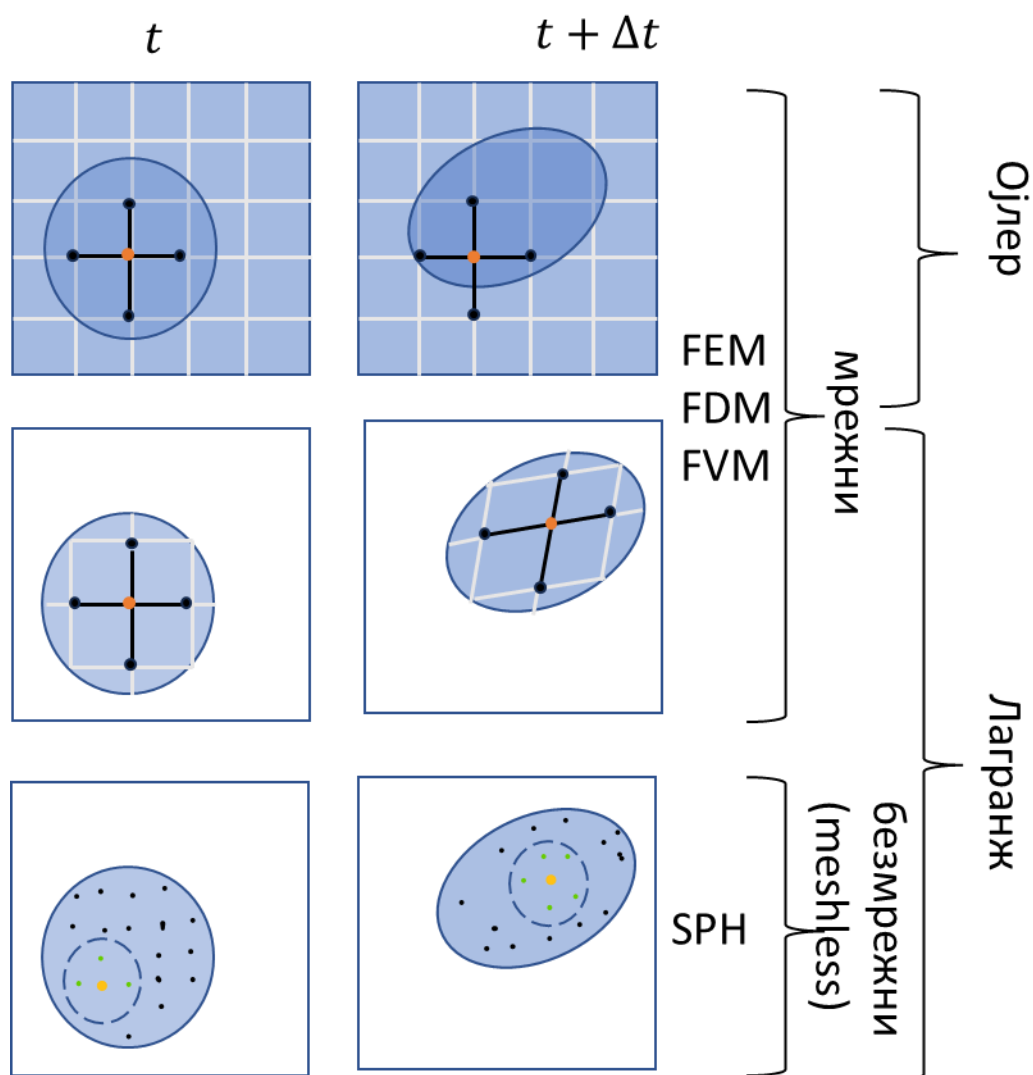 t
t + Δt
FEM
FDM
FVM
мрежни
Ојлер
Лагранж
SPH
безмрежни
(meshless)